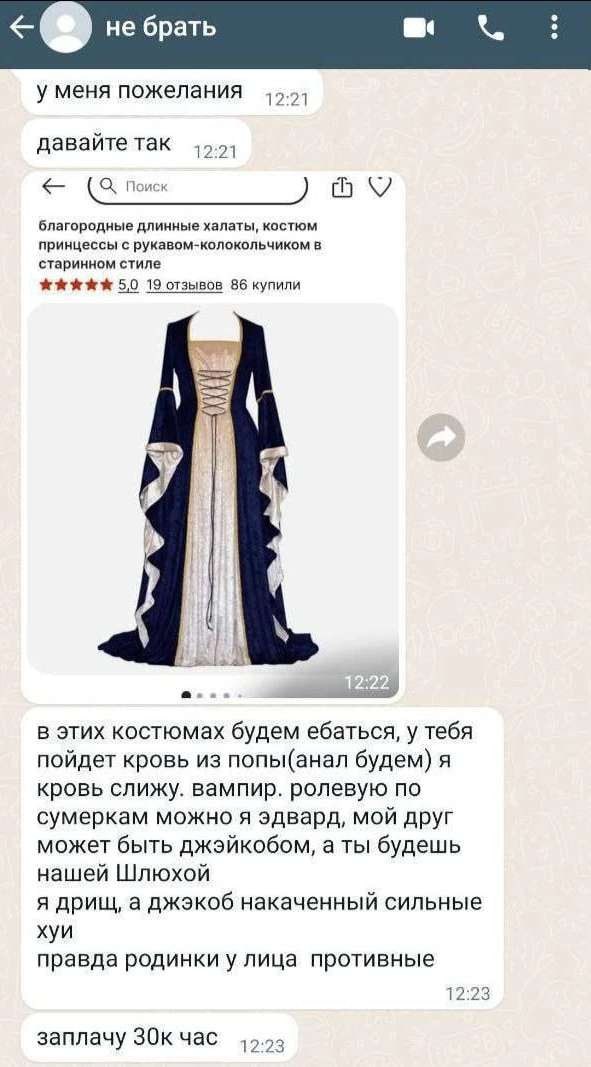 не брать
у меня пожелания 12:21
давайте так 12:21
Поиск
благородные длинные халаты, костюм
принцессы с рукавом-колокольчиком в
старинном стиле
5,0 19 отзывов 86 купили
12:22
в этих костюмах будем ебаться, у тебя
пойдет кровь из попы(анал будем) я
кровь слижу. вампир. ролевую по
сумеркам можно я эдвард, мой друг
может быть джэйкобом, а ты будешь
нашей Шлюхой
я дрищ, а джэкоб накаченный сильные
хуи
правда родинки у лица противные
12:23
заплачу 30к час 12:23